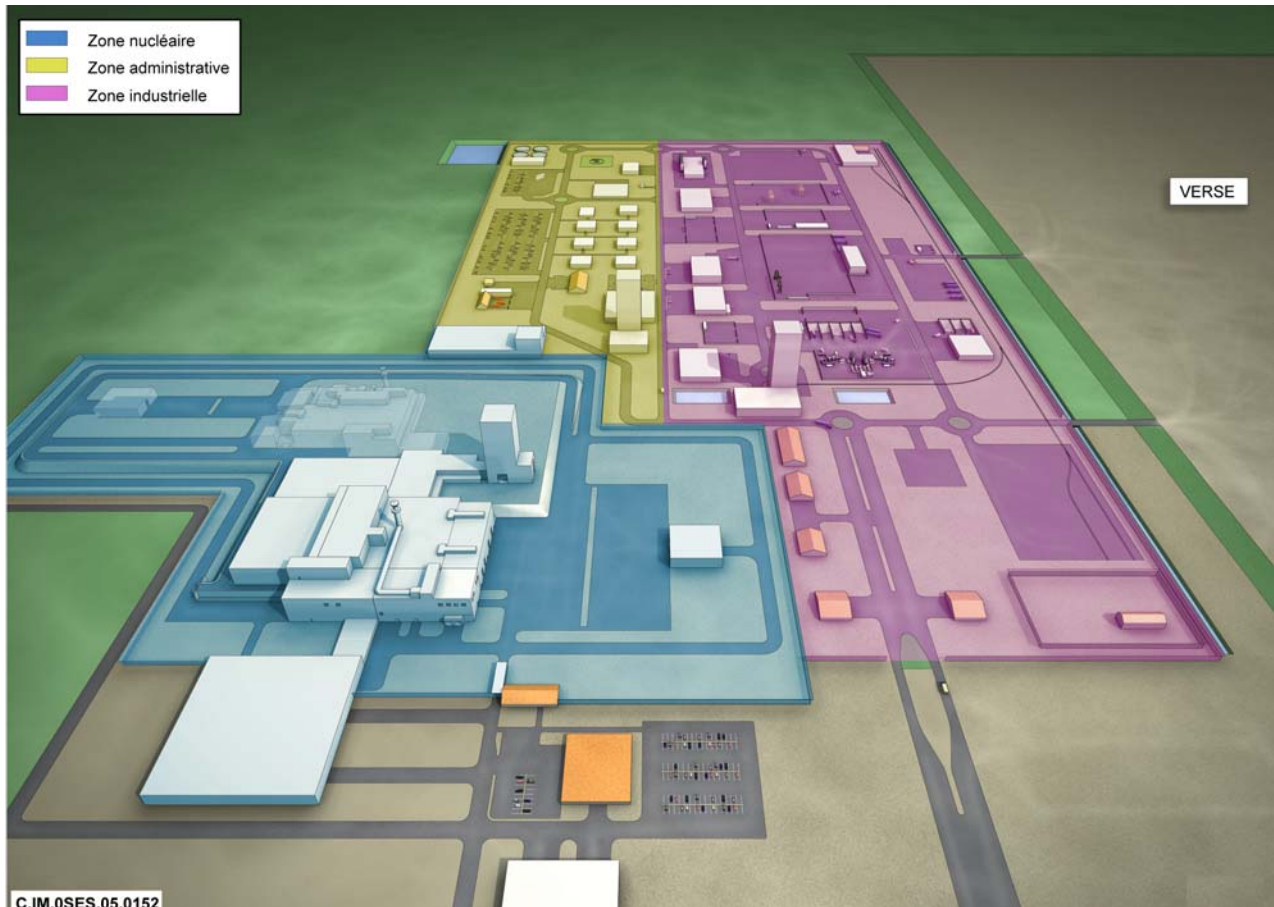 Zone nucléaire
Zone administrative
Zone industrielle
VERSE
C.IM.0SES.05.0152